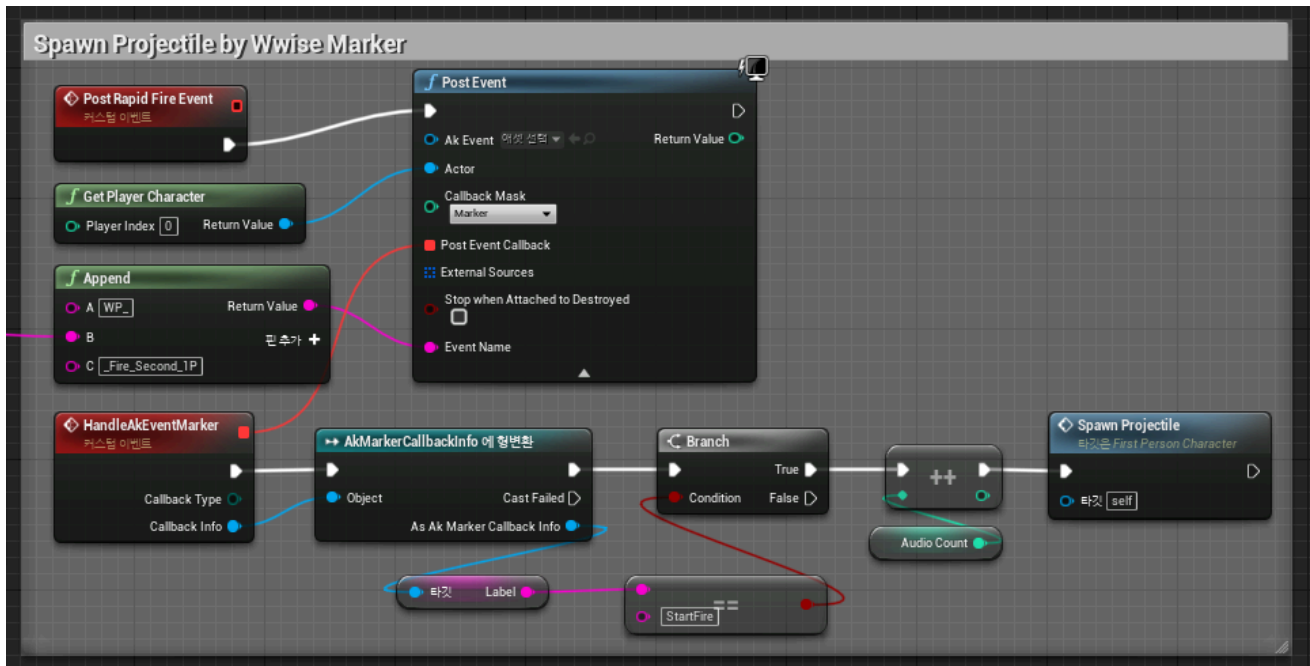 Spawn Projectile by Wwise Marker
Post Rapid Fire Event
커스텀 이벤트
Post Event
Ak Event 애셋 선택
Return Value
Actor
Callback Mask
Marker
Post Event Callback
External Sources
Stop when Attached to Destroyed
Event Name
Get Player Character
Player Index 0 Return Value
Append
A WP_ Return Value
B 핀 추가 +
C _Fire_Second_1P
HandleAkEventMarker
커스텀 이벤트
Callback Type
Callback Info
AkMarkerCallbackInfo 에 형변환
Object Cast Failed
As Ak Marker Callback Info
Branch
True
Condition False
++
Audio Count
Spawn Projectile
타깃은 First Person Character
타깃 self
타깃 Label
==
StartFire